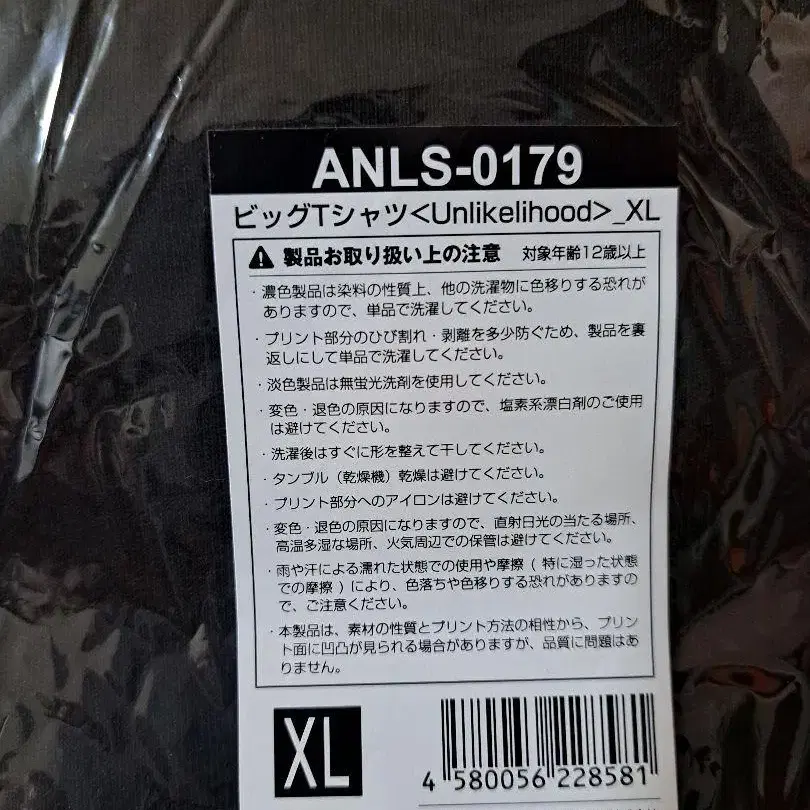 ANLS-0179
ビッグTシャツ<Unlikelihood>_XL
⚠ 製品お取り扱い上の注意 対象年齢12歳以上
・濃色製品は染料の性質上、他の洗濯物に色移りする恐れが
ありますので、単品で洗濯してください。
・プリント部分のひび割れ・剥離を多少防ぐため、製品を裏
返しにして単品で洗濯してください。
・淡色製品は無蛍光洗剤を使用してください。
・変色・退色の原因になりますので、塩素系漂白剤のご使用
は避けてください。
・洗濯後はすぐに形を整えて干してください。
・タンブル（乾燥機）乾燥は避けてください。
・プリント部分へのアイロンは避けてください。
・変色・退色の原因になりますので、直射日光の当たる場所、
高温多湿な場所、火気周辺での保管は避けてください。
・雨や汗による濡れた状態での使用や摩擦（特に湿った状態
での摩擦）により、色落ちや色移りする恐れがありますの
で、ご注意ください。
・本製品は、素材の性質とプリント方法の相性から、プリン
ト面に凹凸が見られる場合がありますが、品質に問題はあ
りません。
XL
4 580056 228581